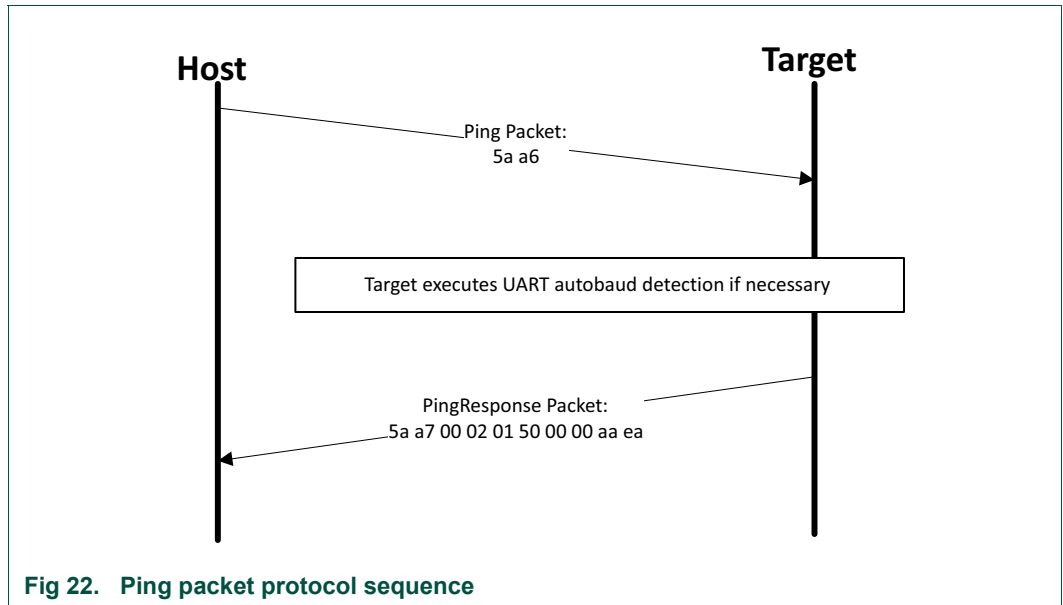 Host
Target
Ping Packet:
5a a6
Target executes UART autobaud detection if necessary
PingResponse Packet:
5a a7 00 02 01 50 00 00 aa ea
Fig 22. Ping packet protocol sequence